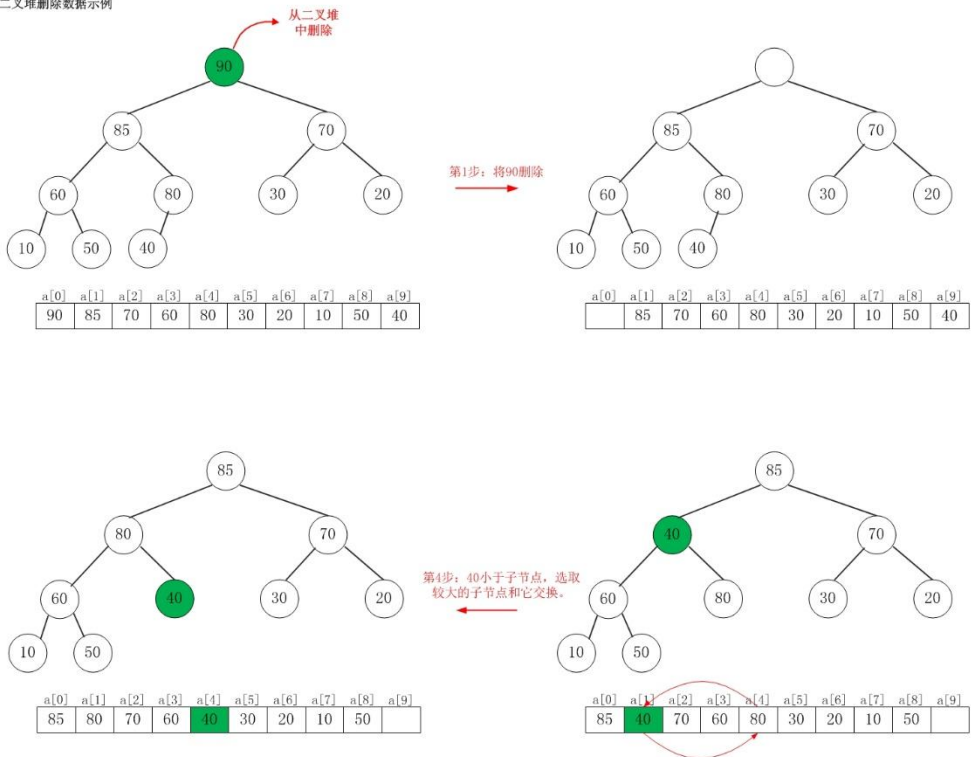 二叉堆删除数据示例
从二叉堆
中删除
90
85 70
60 80 30 20
10 50 40
a[0] a[1] a[2] a[3] a[4] a[5] a[6] a[7] a[8] a[9]
90 85 70 60 80 30 20 10 50 40
第1步：将90删除
85 70
60 80 30 20
10 50 40
a[0] a[1] a[2] a[3] a[4] a[5] a[6] a[7] a[8] a[9]
85 70 60 80 30 20 10 50 40
85
40 70
60 80 30 20
10 50
a[0] a[1] a[2] a[3] a[4] a[5] a[6] a[7] a[8] a[9]
85 40 70 60 80 30 20 10 50
第4步：40小于子节点，选取
较大的子节点和它交换。
85
80 70
60 40 30 20
10 50
a[0] a[1] a[2] a[3] a[4] a[5] a[6] a[7] a[8] a[9]
85 80 70 60 40 30 20 10 50